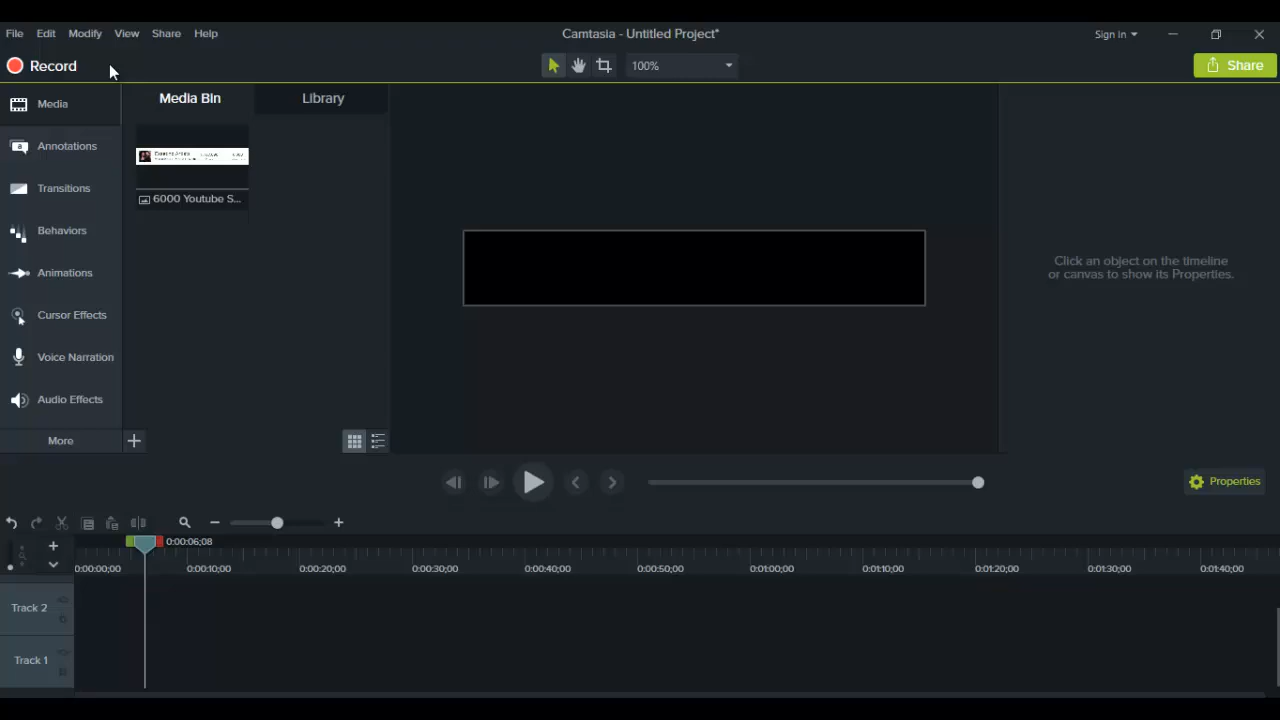 File Edit Modify View Share Help
Camtasia - Untitled Project*
Sign in
Record
100%
Share
Media
Media Bin
Library
Annotations
6000 Youtube S...
Transitions
Behaviors
Click an object on the timeline
or canvas to show its Properties.
Animations
Cursor Effects
Voice Narration
Audio Effects
More
Properties
0:00:06;08
0:00:00;00 0:00:10;00 0:00:20;00 0:00:30;00 0:00:40;00 0:00:50;00 0:01:00;00 0:01:10;00 0:01:20;00 0:01:30;00 0:01:40;00
Track 2
Track 1